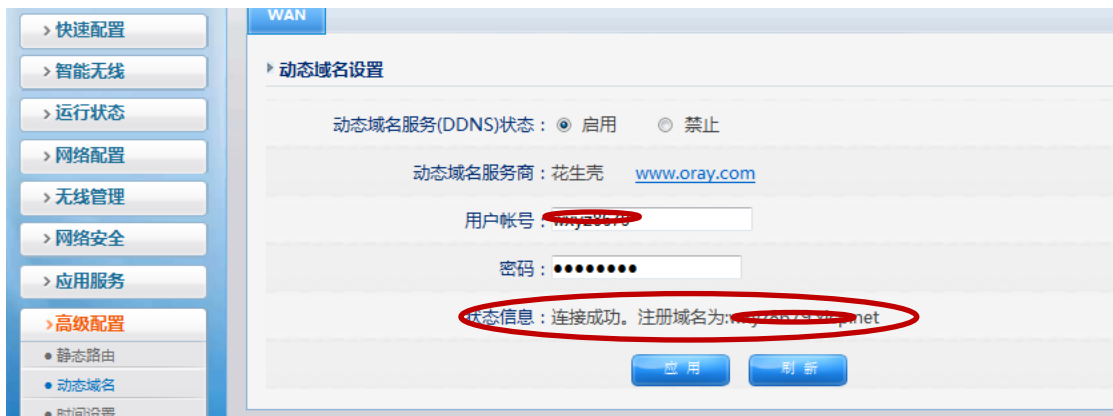 WAN
快速配置
智能无线
运行状态
网络配置
无线管理
网络安全
应用服务
高级配置
静态路由
动态域名
时间设置
动态域名设置
动态域名服务(DDNS)状态: 启用 禁止
动态域名服务商: 花生壳 www.oray.com
用户帐号:
密码: ●●●●●●●●
状态信息: 连接成功。注册域名为:
应用 刷新